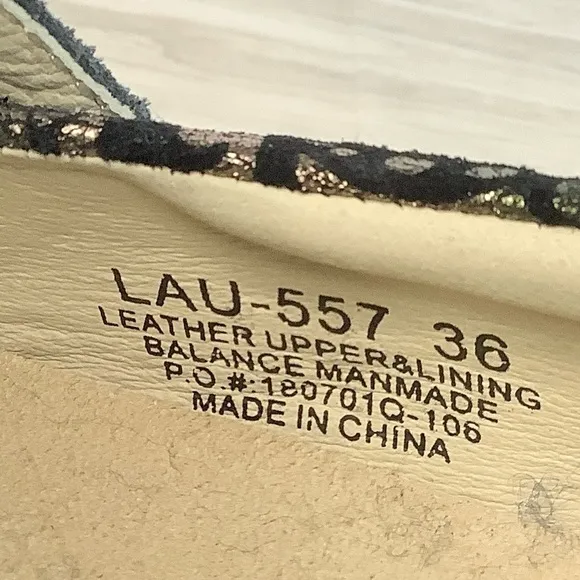 LAU-557 36
LEATHER UPPER&LINING
BALANCE MANMADE
P.O.#:180701Q-106
MADE IN CHINA